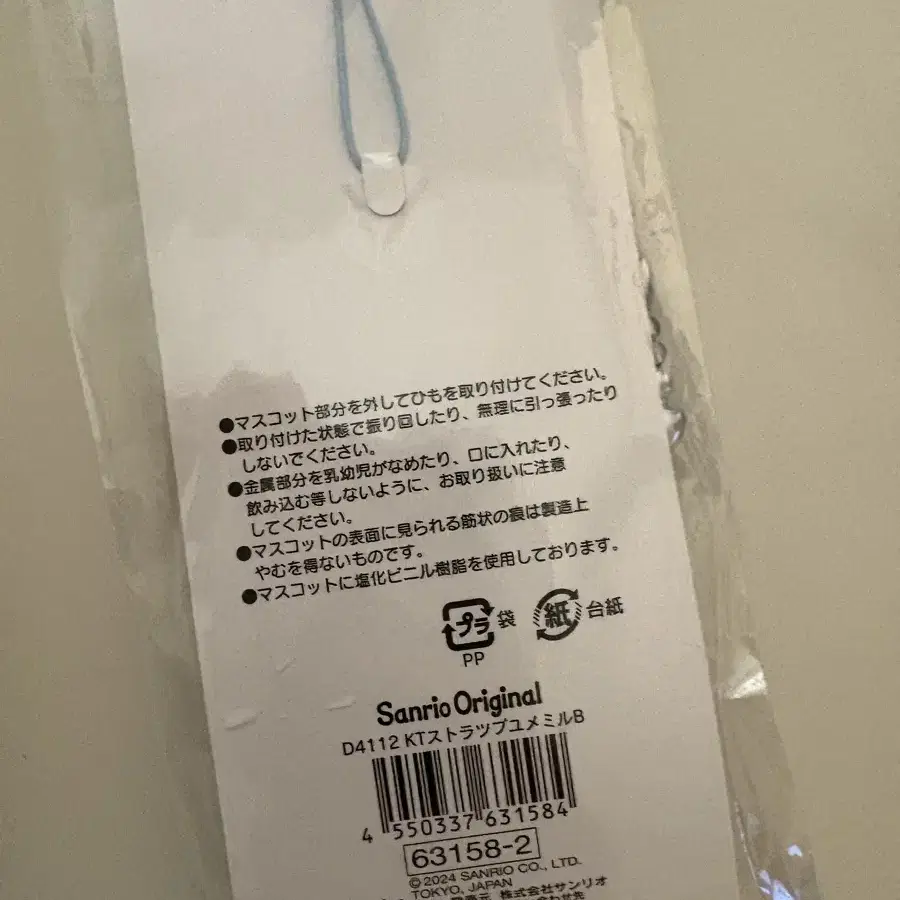 ●マスコット部分を外してひもを取り付けてください。
●取り付けた状態で振り回したり、無理に引っ張ったり
しないでください。
●金属部分を乳幼児がなめたり、口に入れたり、
飲み込む等しないように、お取り扱いに注意
してください。
●マスコットの表面に見られる筋状の痕は製造上
やむを得ないものです。
●マスコットに塩化ビニル樹脂を使用しております。
プラ 袋 紙 台紙
PP
Sanrio Original
D4112 KTストラップユメミルB
4 550337 631584
63158-2
© 2024 SANRIO CO., LTD.
TOKYO, JAPAN
株式会社サンリオ